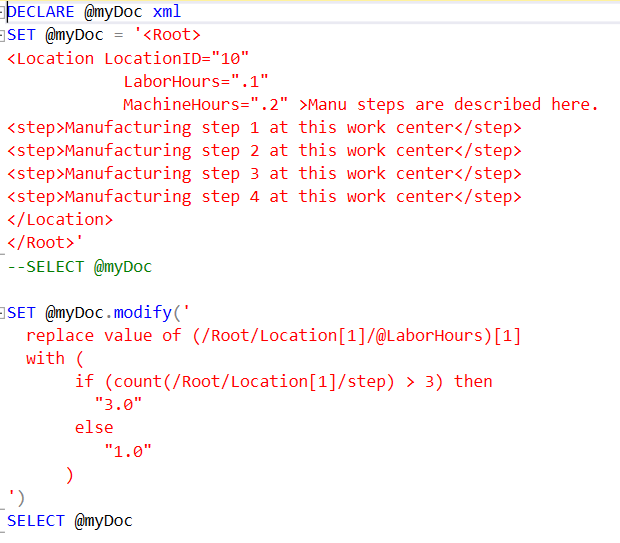 DECLARE @myDoc xml
SET @myDoc = '<Root>
<Location LocationID="10"
            LaborHours=".1"
            MachineHours=".2" >Manu steps are described here.
<step>Manufacturing step 1 at this work center</step>
<step>Manufacturing step 2 at this work center</step>
<step>Manufacturing step 3 at this work center</step>
<step>Manufacturing step 4 at this work center</step>
</Location>
</Root>'
--SELECT @myDoc

SET @myDoc.modify('
  replace value of (/Root/Location[1]/@LaborHours)[1]
  with (
       if (count(/Root/Location[1]/step) > 3) then
         "3.0"
       else
          "1.0"
      )
')
SELECT @myDoc